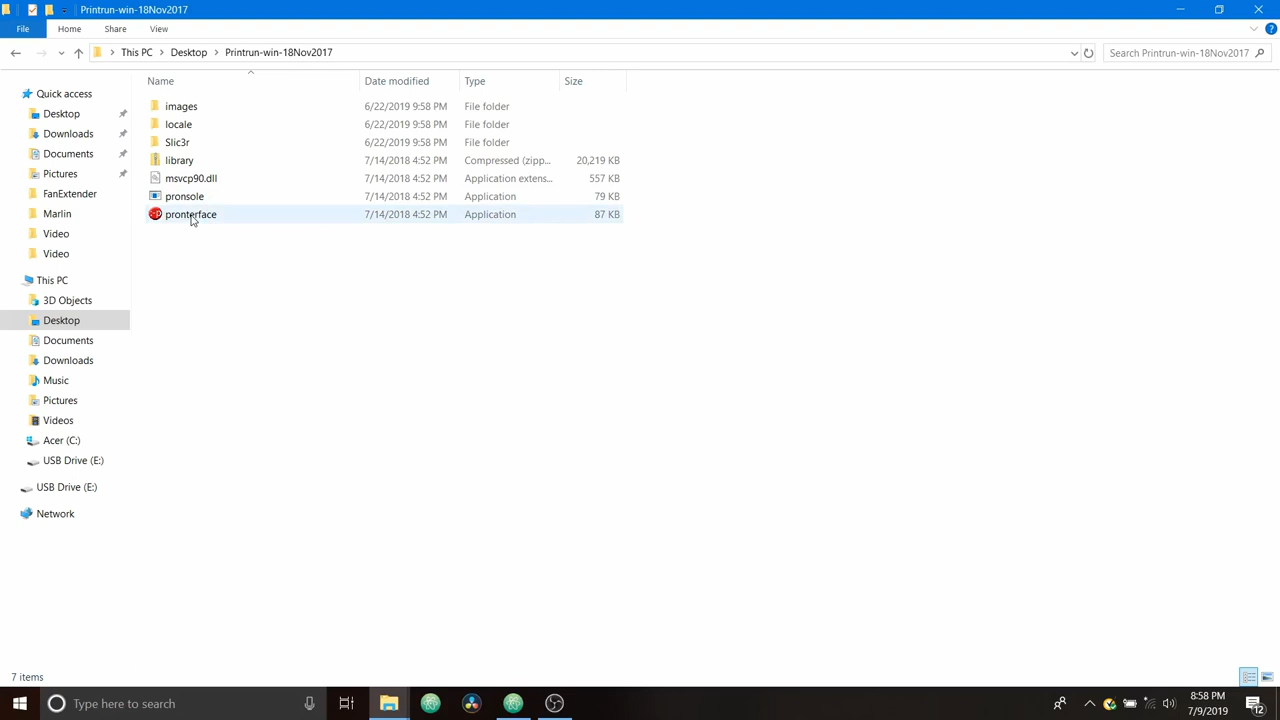 Printrun-win-18Nov2017
File Home Share View
This PC Desktop Printrun-win-18Nov2017 Search Printrun-win-18Nov2017
Name Date modified Type Size
Quick access
Desktop
Downloads
Documents
Pictures
FanExtender
Marlin
Video
Video
This PC
3D Objects
Desktop
Documents
Downloads
Music
Pictures
Videos
Acer (C:)
USB Drive (E:)
USB Drive (E:)
Network
images 6/22/2019 9:58 PM File folder
locale 6/22/2019 9:58 PM File folder
Slic3r 6/22/2019 9:58 PM File folder
library 7/14/2018 4:52 PM Compressed (zipp... 20,219 KB
msvcp90.dll 7/14/2018 4:52 PM Application extens... 557 KB
pronsole 7/14/2018 4:52 PM Application 79 KB
pronterface 7/14/2018 4:52 PM Application 87 KB
7 items
Type here to search
8:58 PM
7/9/2019
12